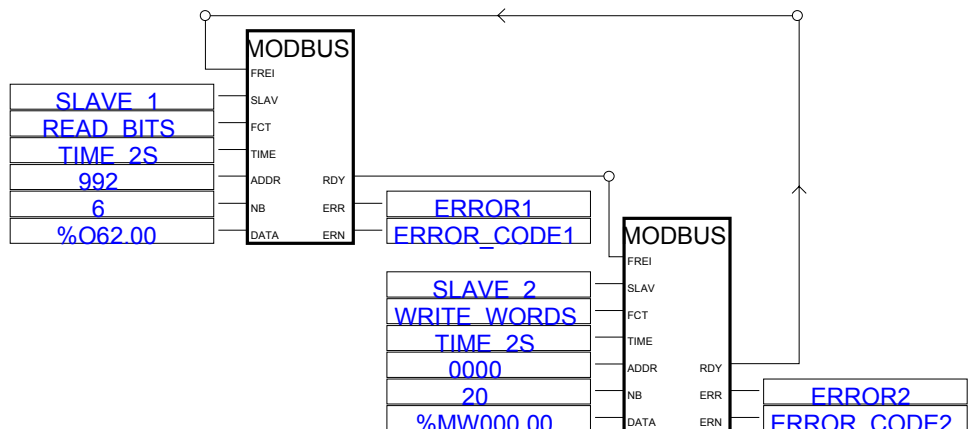 MODBUS
FREI
SLAVE_1 SLAV
READ_BITS FCT
TIME_2S TIME
992 ADDR RDY
6 NB ERR ERROR1
%O62.00 DATA ERN ERROR_CODE1
MODBUS
FREI
SLAVE_2 SLAV
WRITE_WORDS FCT
TIME_2S TIME
0000 ADDR RDY
20 NB ERR ERROR2
%MW000.00 DATA ERN ERROR_CODE2